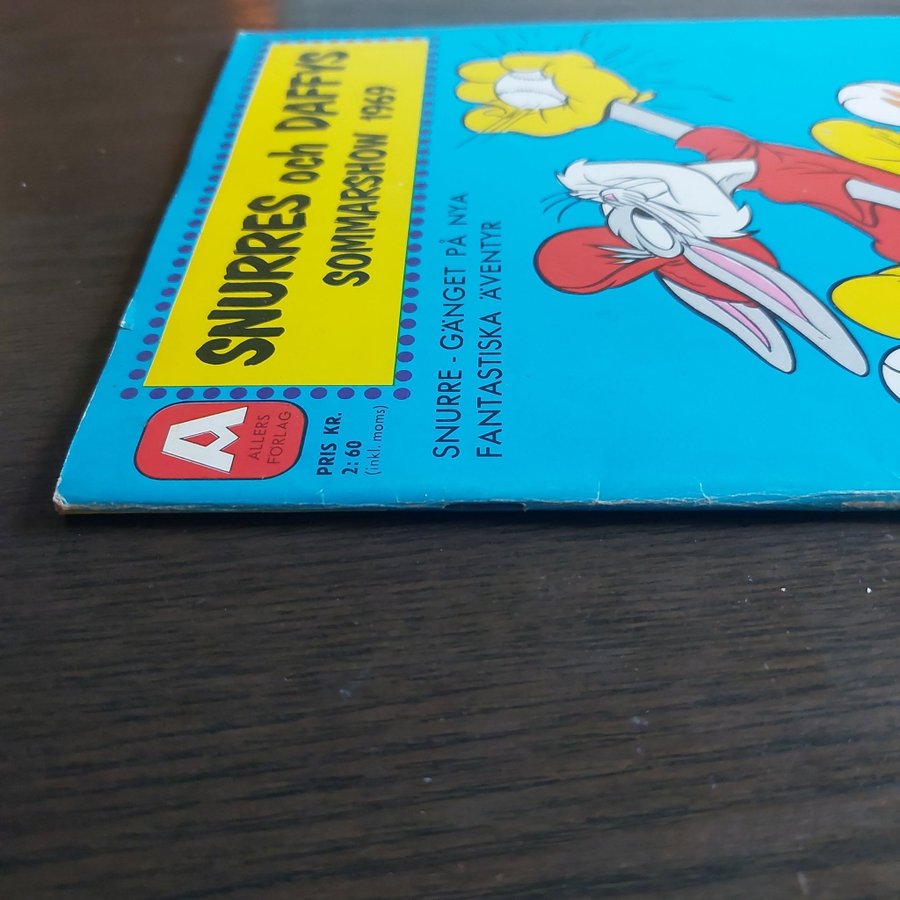 SNURRES och DAFFYS
SOMMARSHOW 1969
A
ALLERS
FÖRLAG
PRIS KR.
2:60
(inkl. moms)
SNURRE - GÄNGET PÅ NYA
FANTASTISKA ÄVENTYR